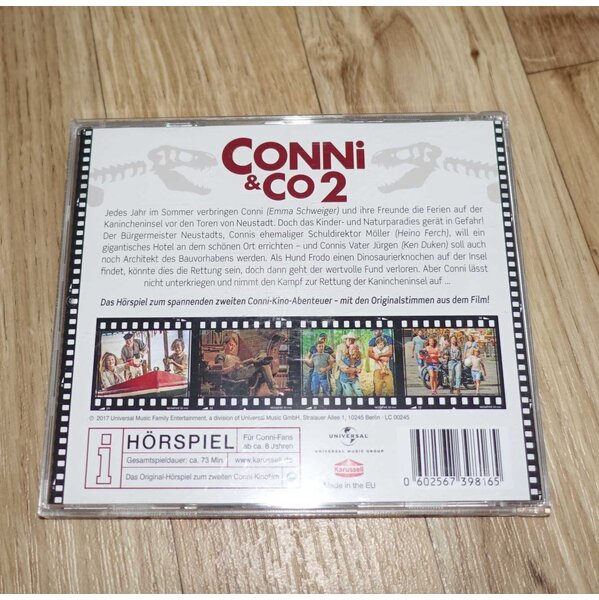 CONNi
& CO 2
Jedes Jahr im Sommer verbringen Conni (Emma Schweiger) und ihre Freunde die Ferien auf der
Kanincheninsel vor den Toren von Neustadt. Doch das Kinder- und Naturparadies gerät in Gefahr!
Der Bürgermeister Neustadts, Connis ehemaliger Schuldirektor Möller (Heino Ferch), will ein
gigantisches Hotel an dem schönen Ort errichten – und Connis Vater Jürgen (Ken Duken) soll auch
noch Architekt des Bauvorhabens werden. Als Hund Frodo einen Dinosaurierknochen auf der Insel
findet, könnte dies die Rettung sein, doch dann geht der wertvolle Fund verloren. Aber Conni lässt
nicht unterkriegen und nimmt den Kampf zur Rettung der Kanincheninsel auf ...
Das Hörspiel zum spannenden zweiten Conni-Kino-Abenteuer – mit den Originalstimmen aus dem Film!
℗ 2017 Universal Music Family Entertainment, a division of Universal Music GmbH, Stralauer Allee 1, 10245 Berlin · LC 00245
i
HÖRSPIEL
Für Conni-Fans
ab ca. 8 Jahren
Gesamtspieldauer: ca. 73 Min.
www.karussell.de
Das Original-Hörspiel zum zweiten Conni-Kinofilm
UNIVERSAL
UNIVERSAL MUSIC GROUP
Karussell
Made in the EU
0 602567 398165